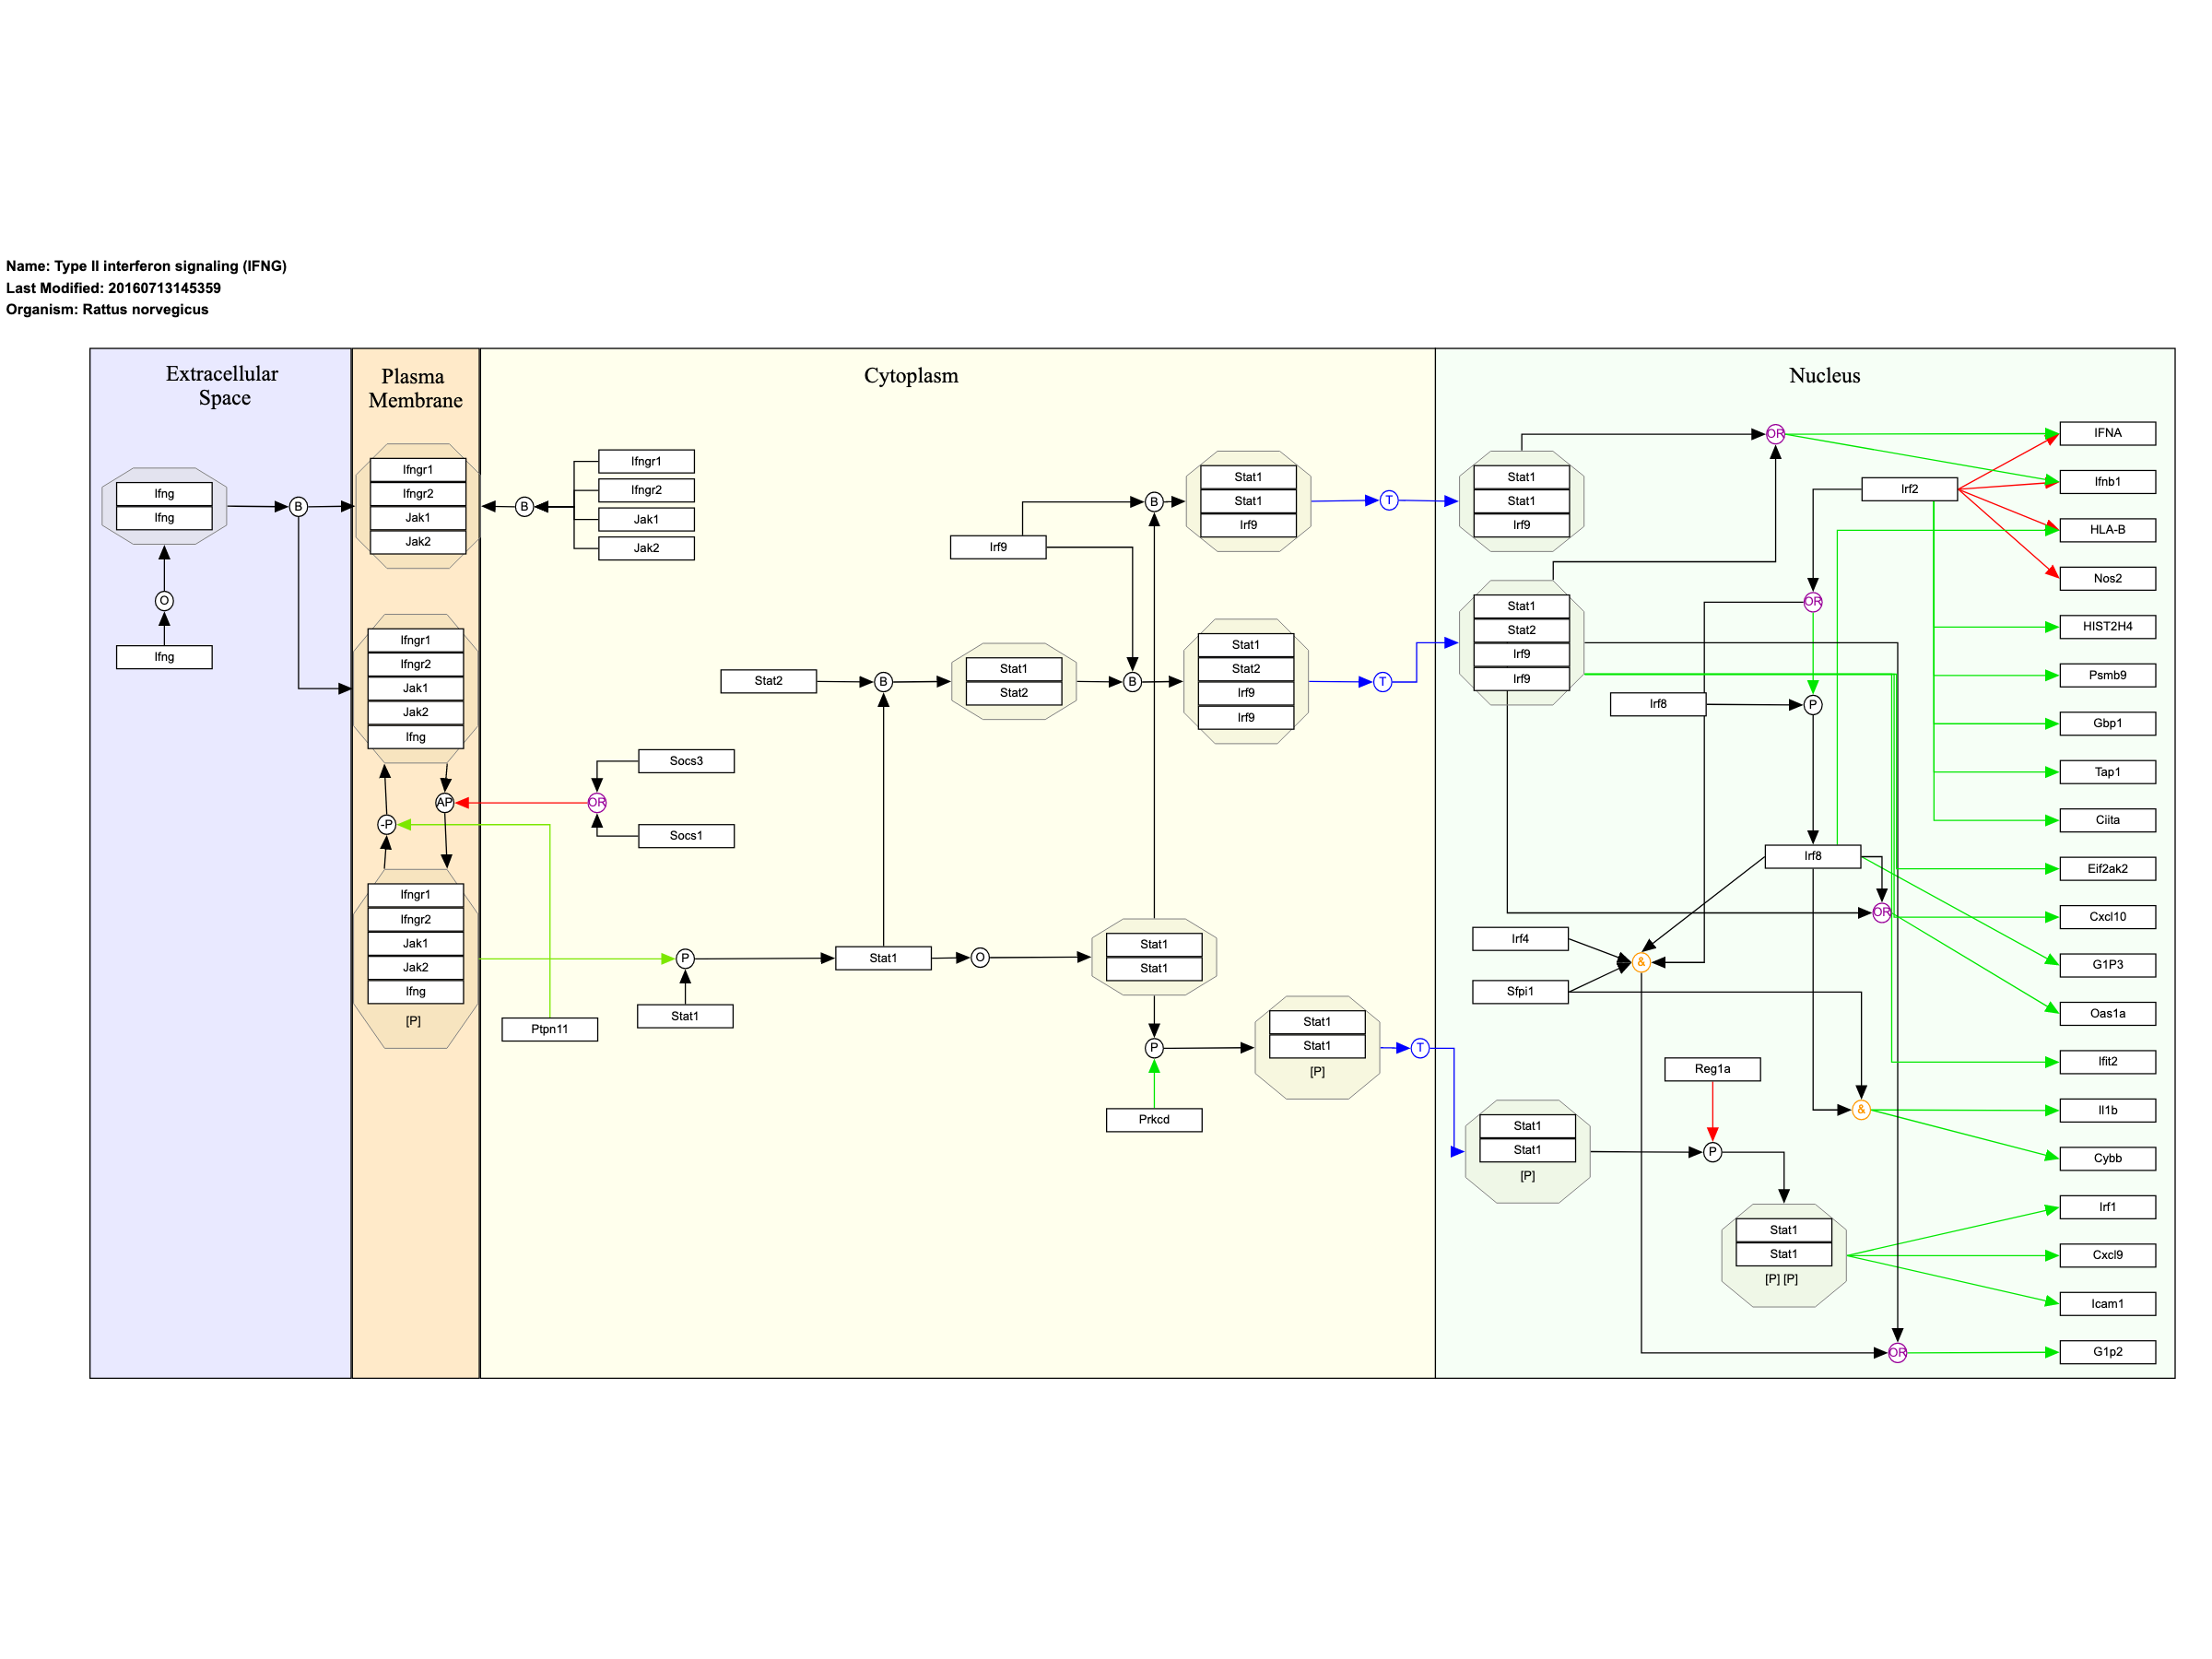 Name: Type II interferon signaling (IFNG)
Last Modified: 20160713145359
Organism: Rattus norvegicus
Extracellular
Space
Plasma
Membrane
Cytoplasm
Nucleus
Ifng
Ifng
B
O
Ifng
Ifngr1
Ifngr2
Jak1
Jak2
B
Ifngr1
Ifngr2
Jak1
Jak2
Ifngr1
Ifngr2
Jak1
Jak2
Ifng
AP
-P
Ifngr1
Ifngr2
Jak1
Jak2
Ifng
[P]
Socs3
OR
Socs1
Ptpn11
P
Stat1
Stat2
B
Stat1
O
Stat1
Stat2
Irf9
B
B
Stat1
Stat1
Irf9
T
Stat1
Stat2
Irf9
Irf9
T
Stat1
Stat1
P
Prkcd
Stat1
Stat1
[P]
T
Stat1
Stat1
Irf9
OR
Stat1
Stat2
Irf9
Irf9
Irf2
OR
Irf8
P
Irf8
OR
Irf4
&
Sfpi1
&
Reg1a
P
Stat1
Stat1
[P]
Stat1
Stat1
[P] [P]
OR
IFNA
Ifnb1
HLA-B
Nos2
HIST2H4
Psmb9
Gbp1
Tap1
Ciita
Eif2ak2
Cxcl10
G1P3
Oas1a
Ifit2
Il1b
Cybb
Irf1
Cxcl9
Icam1
G1p2